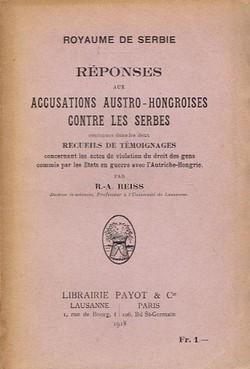 ROYAUME DE SERBIE
RÉPONSES
AUX
ACCUSATIONS AUSTRO-HONGROISES
CONTRE LES SERBES
contenues dans les deux
RECUEILS DE TÉMOIGNAGES
concernant les actes de violation du droit des gens
commis par les Etats en guerre avec l'Autriche-Hongrie.
PAR
R.-A. REISS
Docteur ès-sciences, Professeur à l'Université de Lausanne.
LIBRAIRIE PAYOT & Cie
LAUSANNE PARIS
1, rue de Bourg, 1 106, Bd St-Germain
1918
Fr. 1.—